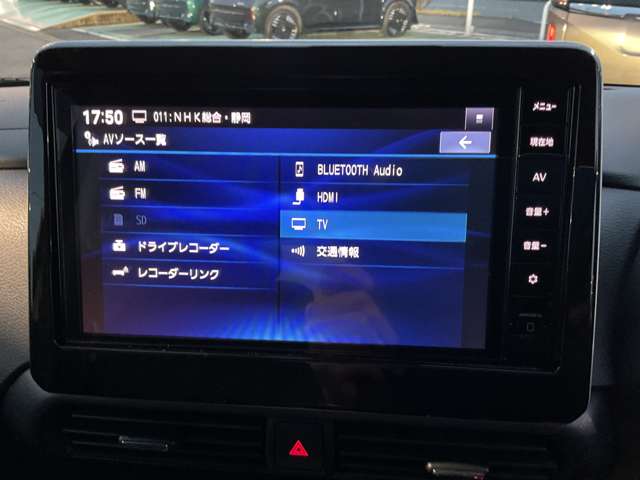 17:50 011:NHK総合・静岡
AVソース一覧
AM
FM
SD
ドライブレコーダー
レコーダーリンク
BLUETOOTH Audio
HDMI
TV
交通情報
メニュー
現在地
AV
音量+
音量-